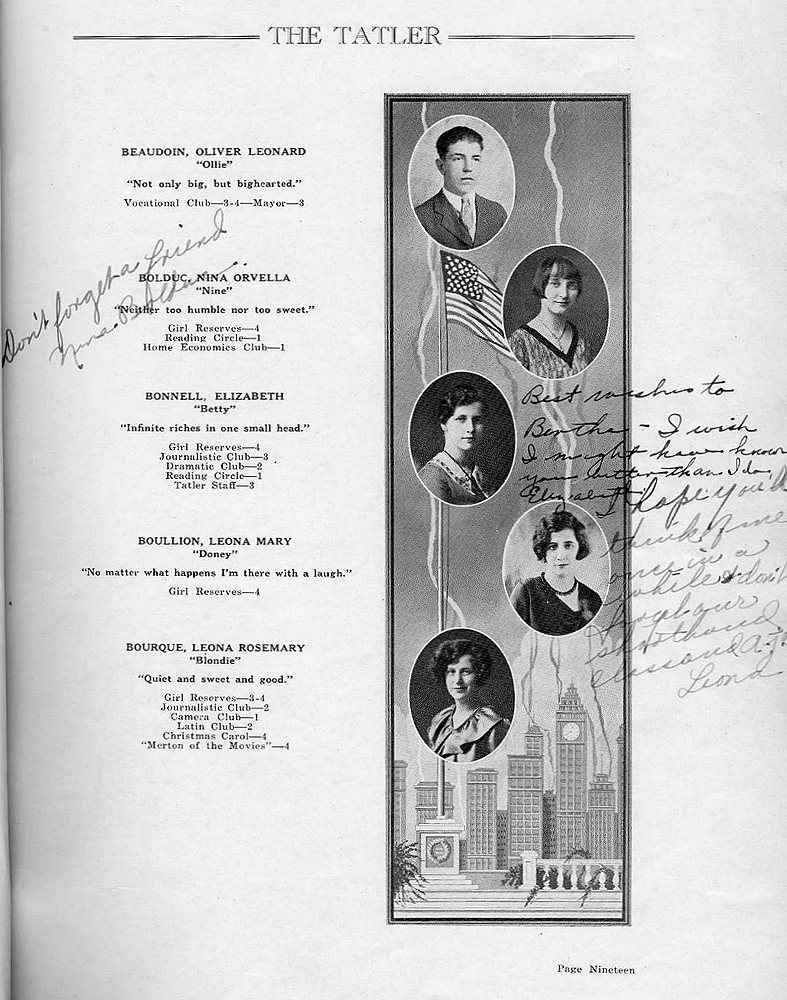 THE TATLER
BEAUDOIN, OLIVER LEONARD
"Ollie"
"Not only big, but bighearted."
Vocational Club—3-4—Mayor—3
Don't forget a friend
Nina Bolduc
BOLDUC, NINA ORVELLA
"Nine"
"Neither too humble nor too sweet."
Girl Reserves—4
Reading Circle—1
Home Economics Club—1
BONNELL, ELIZABETH
"Betty"
"Infinite riches in one small head."
Girl Reserves—4
Journalistic Club—3
Dramatic Club—2
Reading Circle—1
Tatler Staff—3
BOULLION, LEONA MARY
"Doney"
"No matter what happens I'm there with a laugh."
Girl Reserves—4
BOURQUE, LEONA ROSEMARY
"Blondie"
"Quiet and sweet and good."
Girl Reserves—3-4
Journalistic Club—2
Camera Club—1
Latin Club—2
Christmas Carol—4
"Merton of the Movies"—4
Best wishes to
Bertha - I wish
I might have known
you better than I do,
Elizabeth
I hope you'll
think of me
once in a
while & don't
forget our
shorthand
class and
Leona
Page Nineteen